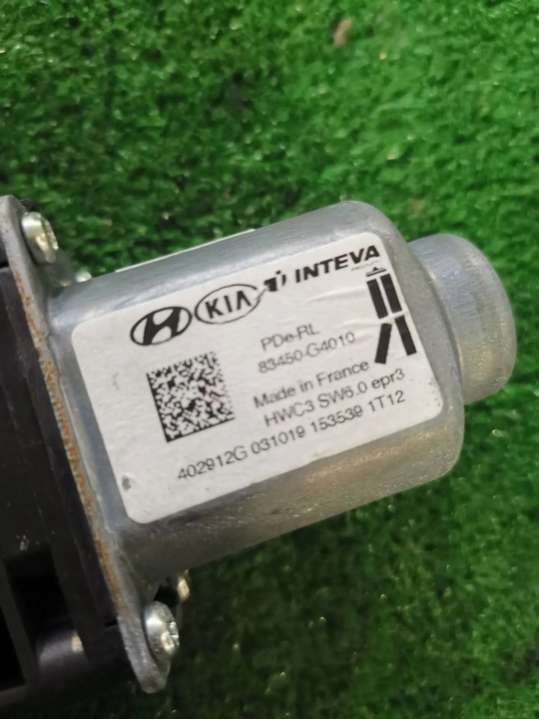 KIA INTEVA
PDe-RL
83450-G4010
Made in France
HWC3 SW6.0 epr3
402912G 031019 153539 1T12